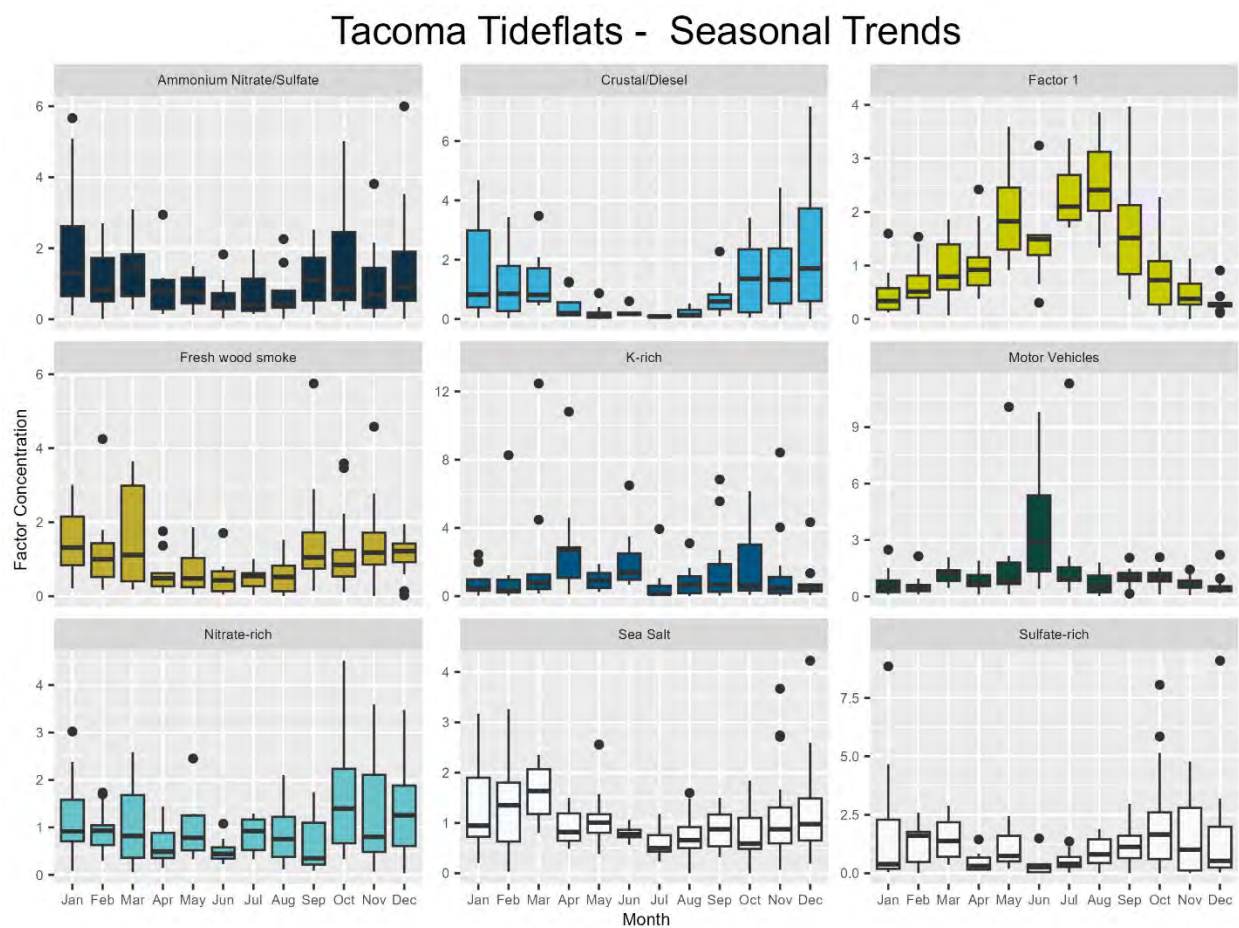 Tacoma Tideflats - Seasonal Trends
Ammonium Nitrate/Sulfate
Crustal/Diesel
Factor 1
6
4
2
0
6
4
2
0
4
3
2
1
0
Fresh wood smoke
K-rich
Motor Vehicles
6
4
2
0
12
8
4
0
9
6
3
0
Factor Concentration
Nitrate-rich
Sea Salt
Sulfate-rich
4
3
2
1
0
4
3
2
1
0
7.5
5.0
2.5
0.0
Jan Feb Mar Apr May Jun Jul Aug Sep Oct Nov Dec
Jan Feb Mar Apr May Jun Jul Aug Sep Oct Nov Dec
Jan Feb Mar Apr May Jun Jul Aug Sep Oct Nov Dec
Month